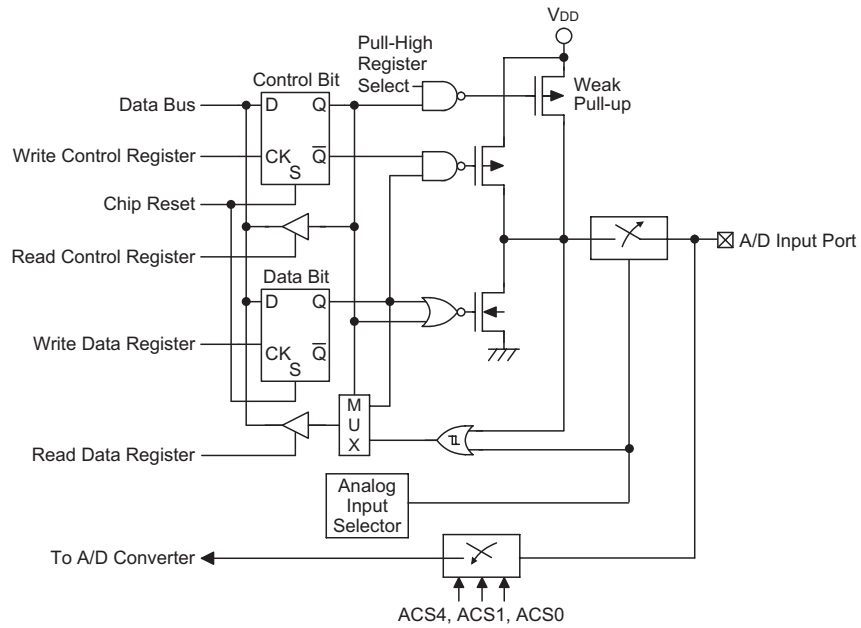 VDD
Pull-High
Register
Select
Control Bit
Weak
Pull-up
Data Bus
D
Q
Write Control Register
CK
Q
S
Chip Reset
A/D Input Port
Read Control Register
Data Bit
D
Q
Write Data Register
CK
Q
S
M
U
X
Read Data Register
Analog
Input
Selector
To A/D Converter
ACS4, ACS1, ACS0